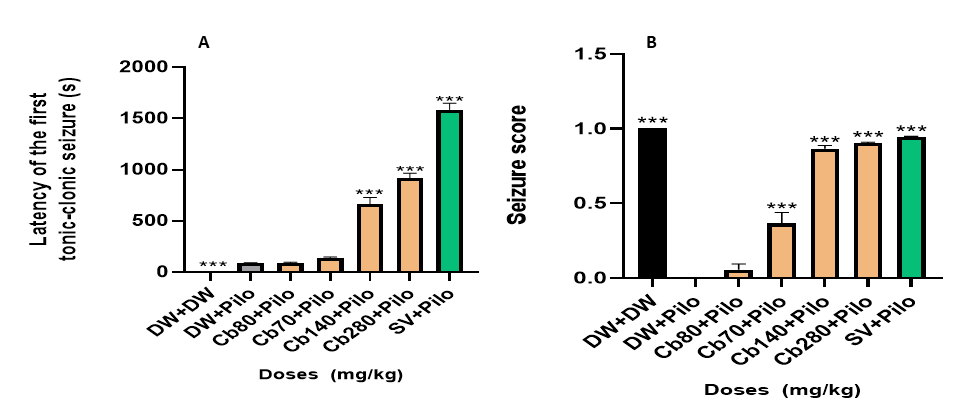 A
Latency of the first
tonic-clonic seizure (s)
2000
1500
1000
500
0
***
***
***
***
DW+DW
DW+Pilo
Cb80+Pilo
Cb70+Pilo
Cb140+Pilo
Cb280+Pilo
SV+Pilo
Doses (mg/kg)
B
Seizure score
1.5
1.0
0.5
0.0
***
***
***
***
***
DW+DW
DW+Pilo
Cb80+Pilo
Cb70+Pilo
Cb140+Pilo
Cb280+Pilo
SV+Pilo
Doses (mg/kg)